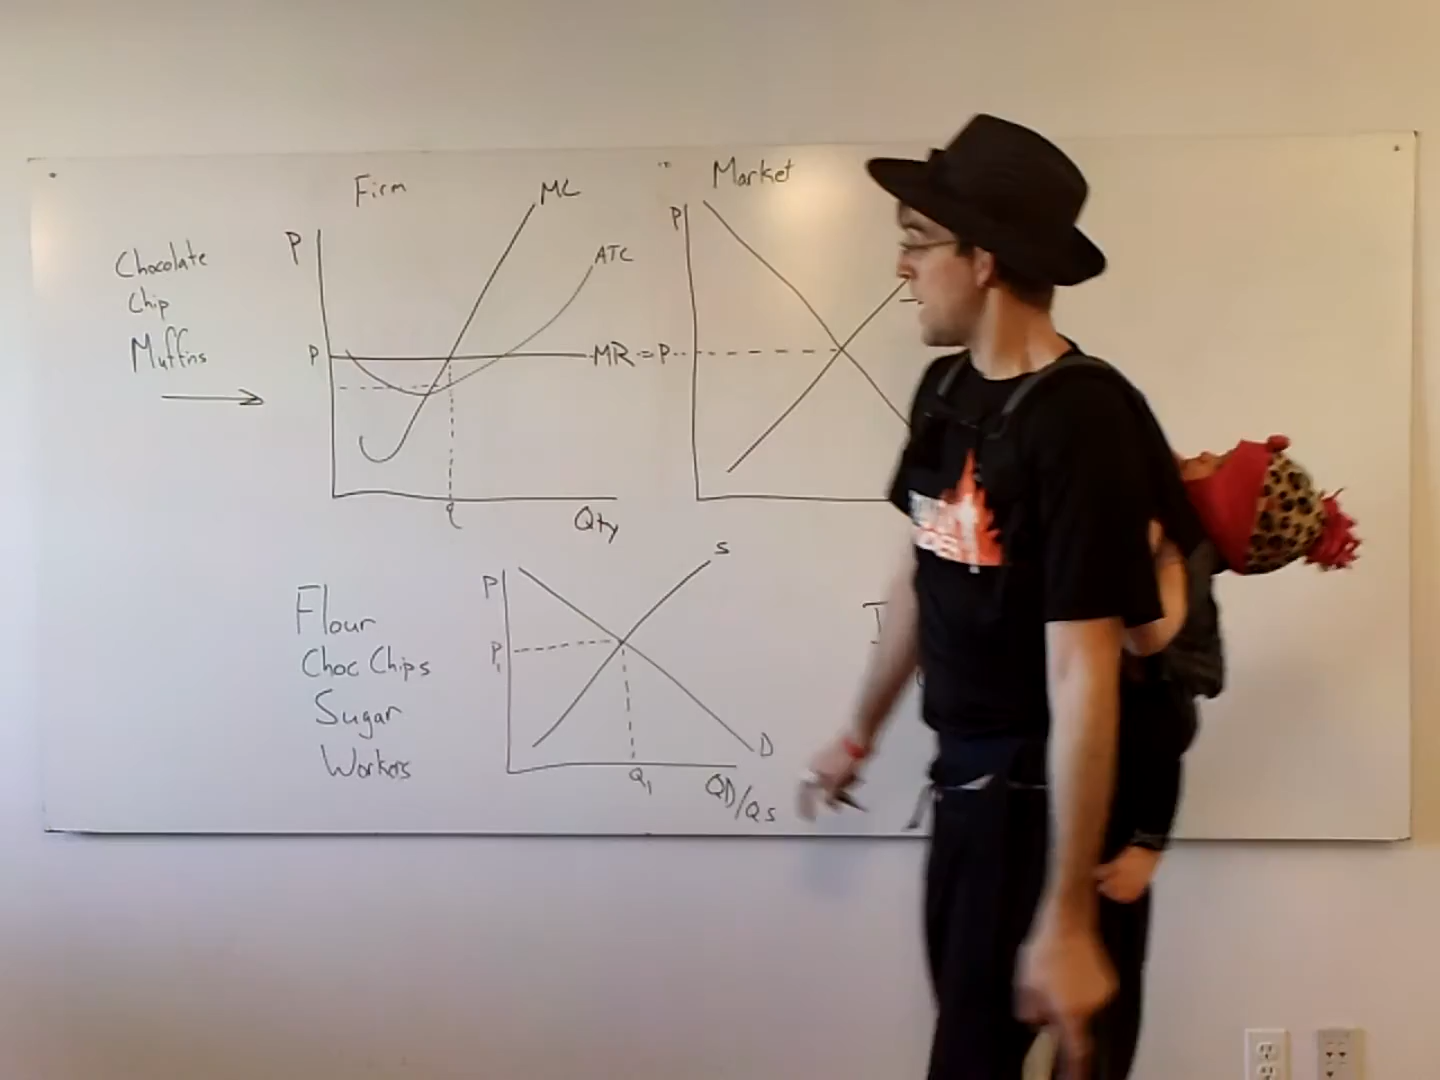 Firm
Market
MC
P
P
ATC
Chocolate
Chip
Muffins
P
MR = P
q
Qty
S
P
Flour
P1
Choc Chips
Sugar
Workers
D
Q1
QD/QS